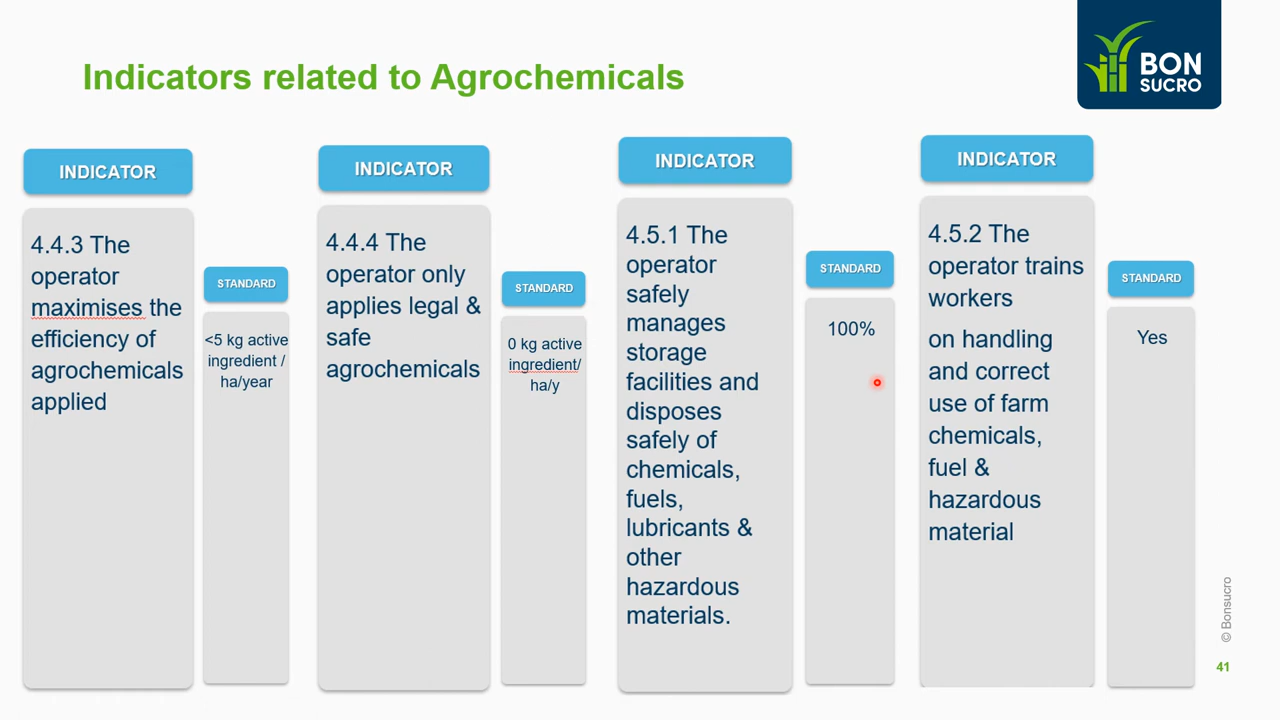 Indicators related to Agrochemicals
BON
SUCRO
INDICATOR
4.4.3 The
operator
maximises the
efficiency of
agrochemicals
applied
STANDARD
<5 kg active
ingredient /
ha/year
INDICATOR
4.4.4 The
operator only
applies legal &
safe
agrochemicals
STANDARD
0 kg active
ingredient/
ha/y
INDICATOR
4.5.1 The
operator
safely
manages
storage
facilities and
disposes
safely of
chemicals,
fuels,
lubricants &
other
hazardous
materials.
STANDARD
100%
INDICATOR
4.5.2 The
operator trains
workers
on handling
and correct
use of farm
chemicals,
fuel &
hazardous
material
STANDARD
Yes
© Bonsucro
41